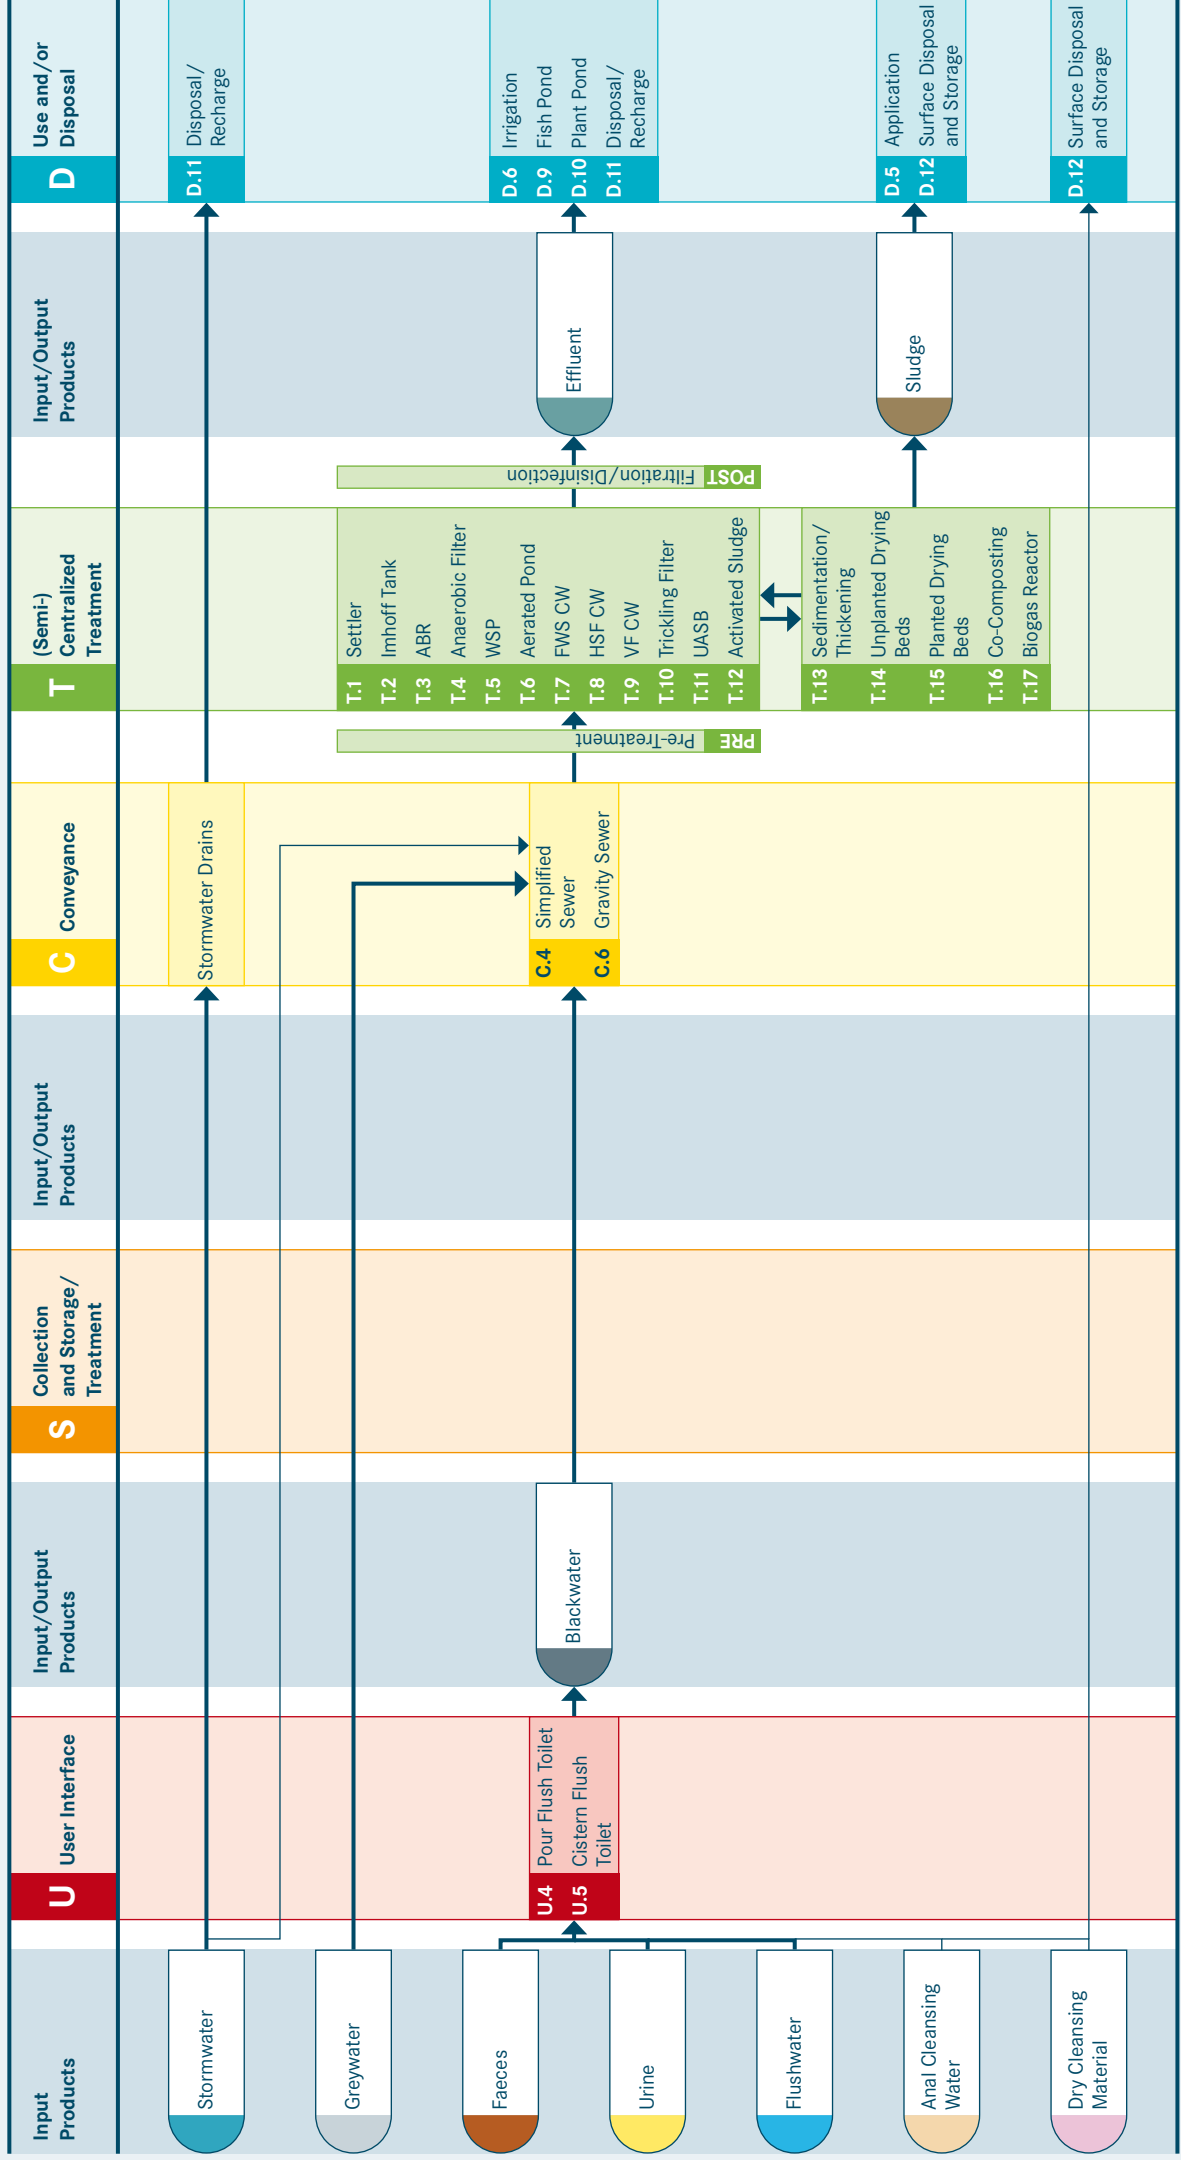 Input
Products
U
User Interface
Input/Output
Products
S
Collection
and Storage/
Treatment
Input/Output
Products
C
Conveyance
T
(Semi-)
Centralized
Treatment
Input/Output
Products
D
Use and/or
Disposal
Stormwater
Stormwater Drains
D.11 Disposal/
Recharge
Greywater
Faeces
Urine
Flushwater
Anal Cleansing
Water
Dry Cleansing
Material
U.4 Pour Flush Toilet
U.5 Cistern Flush
Toilet
Blackwater
C.4 Simplified
Sewer
C.6 Gravity Sewer
PRE Pre-Treatment
T.1 Settler
T.2 Imhoff Tank
T.3 ABR
T.4 Anaerobic Filter
T.5 WSP
T.6 Aerated Pond
T.7 FWS CW
T.8 HSF CW
T.9 VF CW
T.10 Trickling Filter
T.11 UASB
T.12 Activated Sludge
T.13 Sedimentation/
Thickening
T.14 Unplanted Drying
Beds
T.15 Planted Drying
Beds
T.16 Co-Composting
T.17 Biogas Reactor
POST Filtration/Disinfection
Effluent
Sludge
D.6 Irrigation
D.9 Fish Pond
D.10 Plant Pond
D.11 Disposal/
Recharge
D.5 Application
D.12 Surface Disposal
and Storage
D.12 Surface Disposal
and Storage